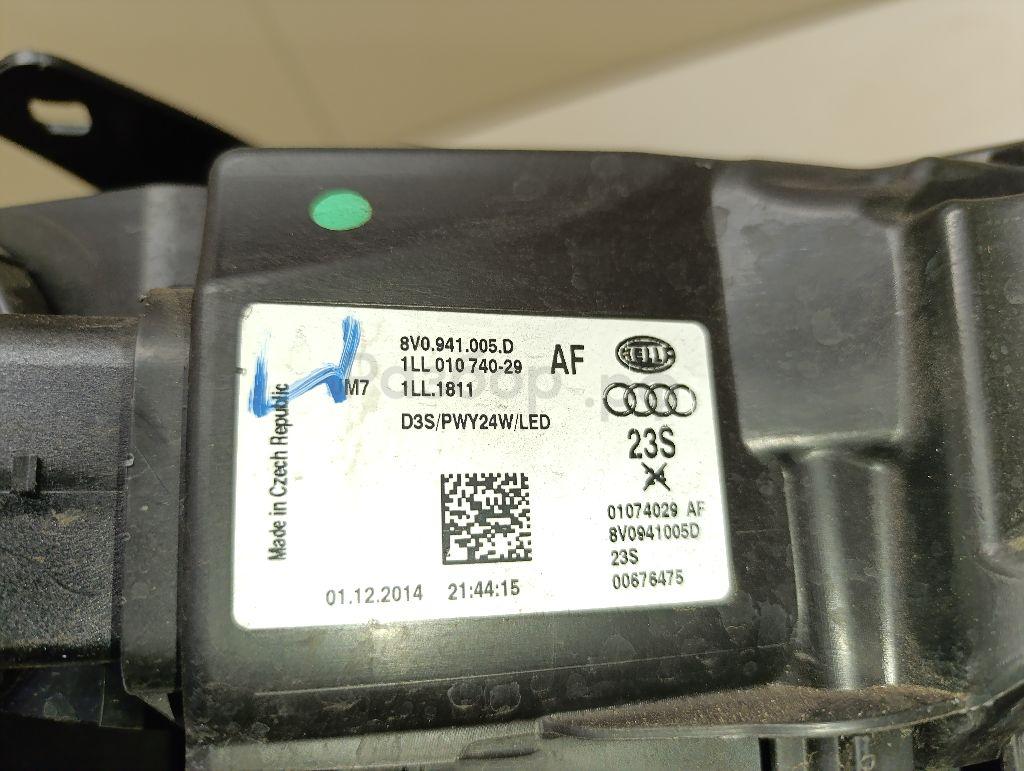 8V0.941.005.D
1LL 010 740-29
AF
HELLA
M7
1LL.1811
D3S/PWY24W/LED
23S
Made in Czech Republic
01074029 AF
8V0941005D
23S
00676475
01.12.2014 21:44:15